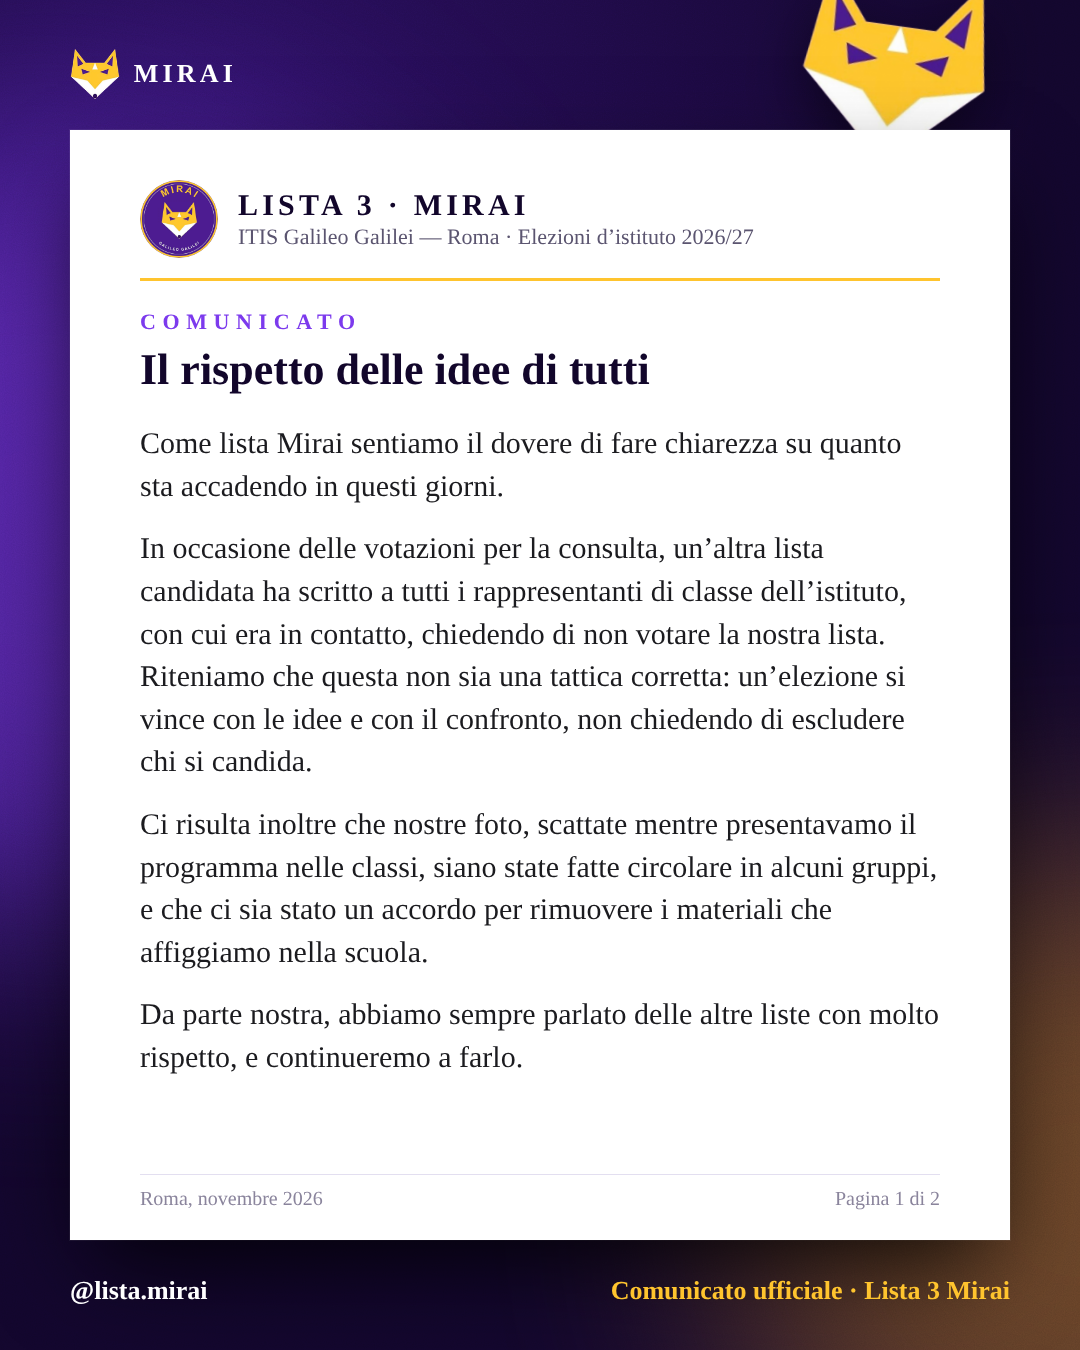 MIRAI
MIRAI
GALILEO GALILEI
LISTA 3 · MIRAI
ITIS Galileo Galilei — Roma · Elezioni d’istituto 2026/27
COMUNICATO
Il rispetto delle idee di tutti
Come lista Mirai sentiamo il dovere di fare chiarezza su quanto
sta accadendo in questi giorni.
In occasione delle votazioni per la consulta, un’altra lista
candidata ha scritto a tutti i rappresentanti di classe dell’istituto,
con cui era in contatto, chiedendo di non votare la nostra lista.
Riteniamo che questa non sia una tattica corretta: un’elezione si
vince con le idee e con il confronto, non chiedendo di escludere
chi si candida.
Ci risulta inoltre che nostre foto, scattate mentre presentavamo il
programma nelle classi, siano state fatte circolare in alcuni gruppi,
e che ci sia stato un accordo per rimuovere i materiali che
affiggiamo nella scuola.
Da parte nostra, abbiamo sempre parlato delle altre liste con molto
rispetto, e continueremo a farlo.
Roma, novembre 2026
Pagina 1 di 2
@lista.mirai
Comunicato ufficiale · Lista 3 Mirai